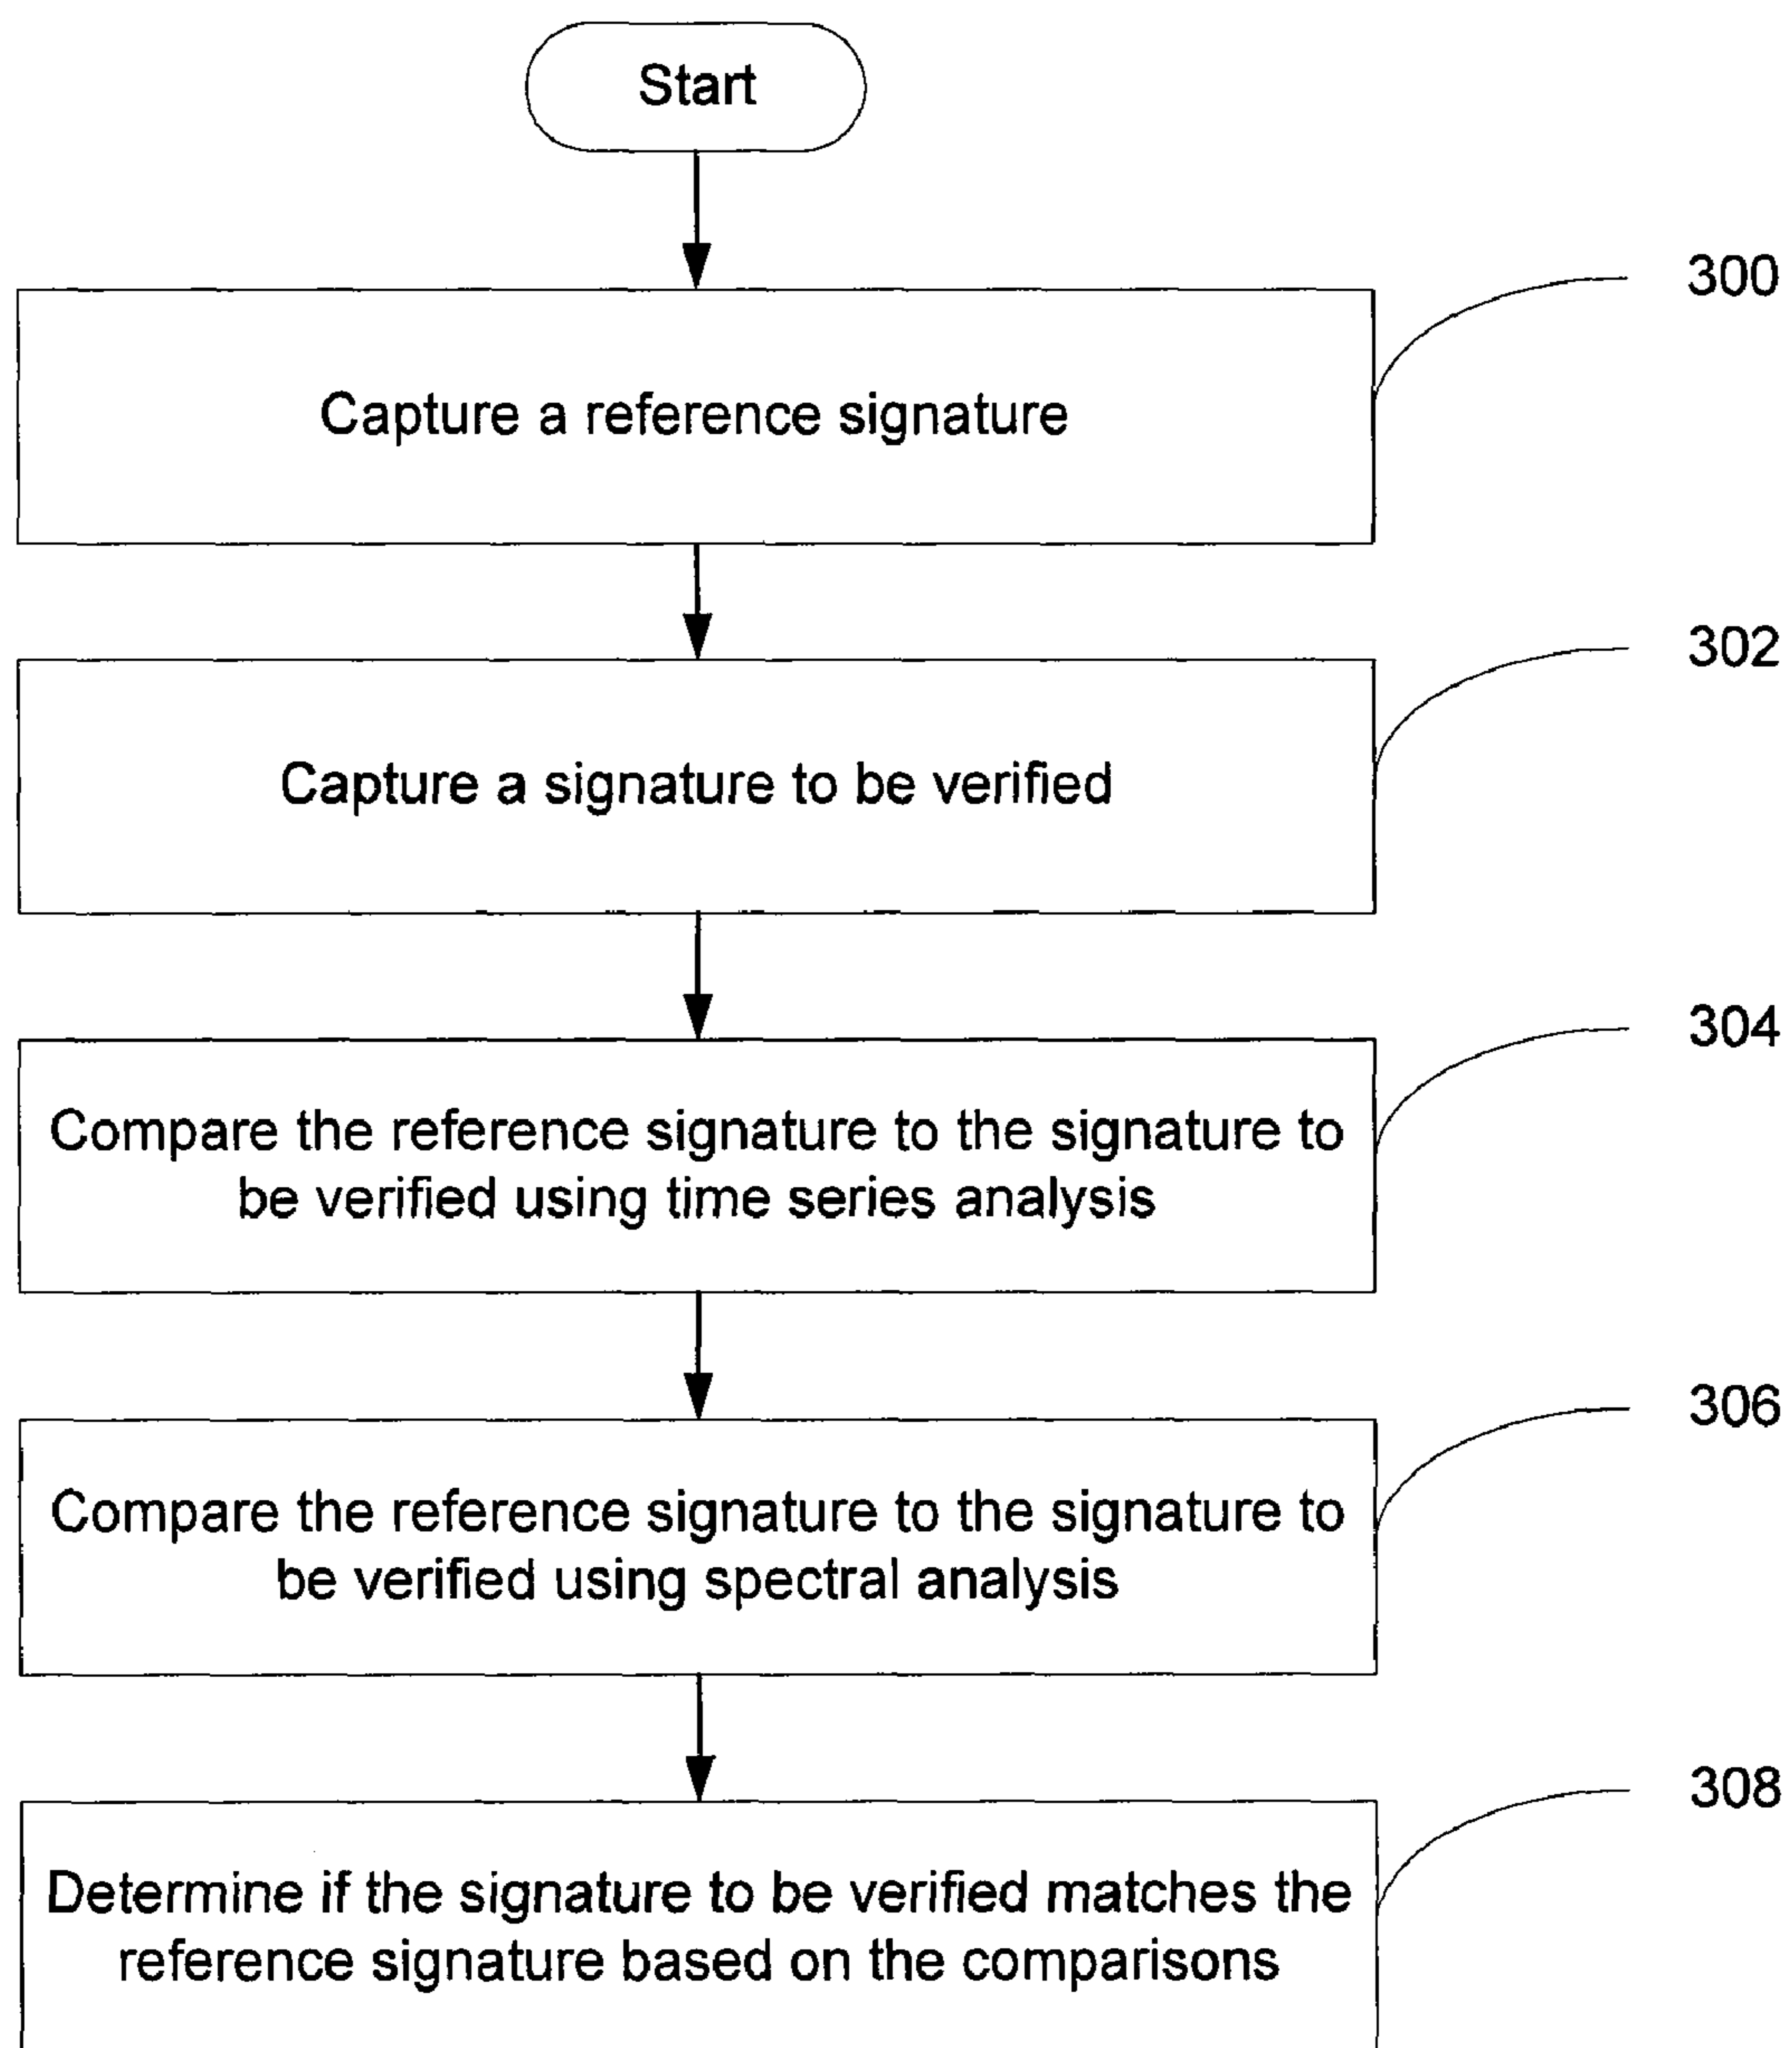 Start
300
Capture a reference signature
302
Capture a signature to be verified
304
Compare the reference signature to the signature to
be verified using time series analysis
306
Compare the reference signature to the signature to
be verified using spectral analysis
308
Determine if the signature to be verified matches the
reference signature based on the comparisons